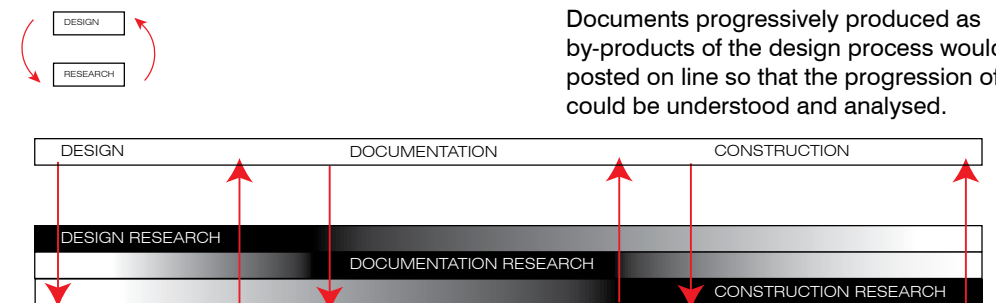 DESIGN
RESEARCH
Documents progressively produced as
by-products of the design process
posted on line so that the progression
could be understood and analysed.
DESIGN DOCUMENTATION CONSTRUCTION
DESIGN RESEARCH
DOCUMENTATION RESEARCH
CONSTRUCTION RESEARCH